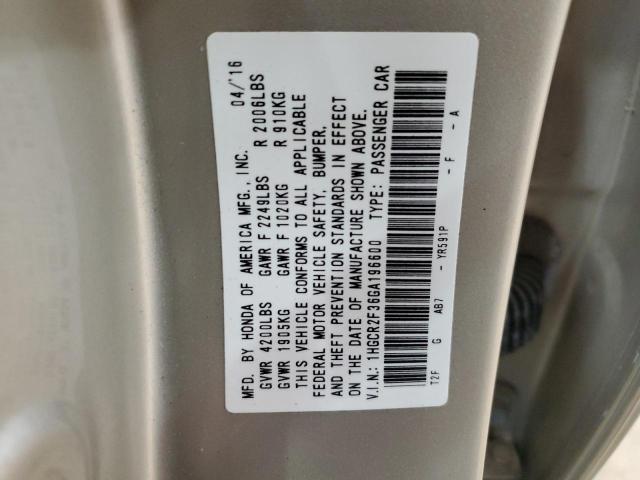 MFD. BY HONDA OF AMERICA MFG., INC. 04/16
GVWR 4200LBS GAWR F 2249LBS R 2006LBS
GVWR 1905KG GAWR F 1020KG R 910KG
THIS VEHICLE CONFORMS TO ALL APPLICABLE
FEDERAL MOTOR VEHICLE SAFETY, BUMPER,
AND THEFT PREVENTION STANDARDS IN EFFECT
ON THE DATE OF MANUFACTURE SHOWN ABOVE.
V.I.N.: 1HGCR2F36GA196600 TYPE: PASSENGER CAR
T2F G AB7 - YR591P - F - A